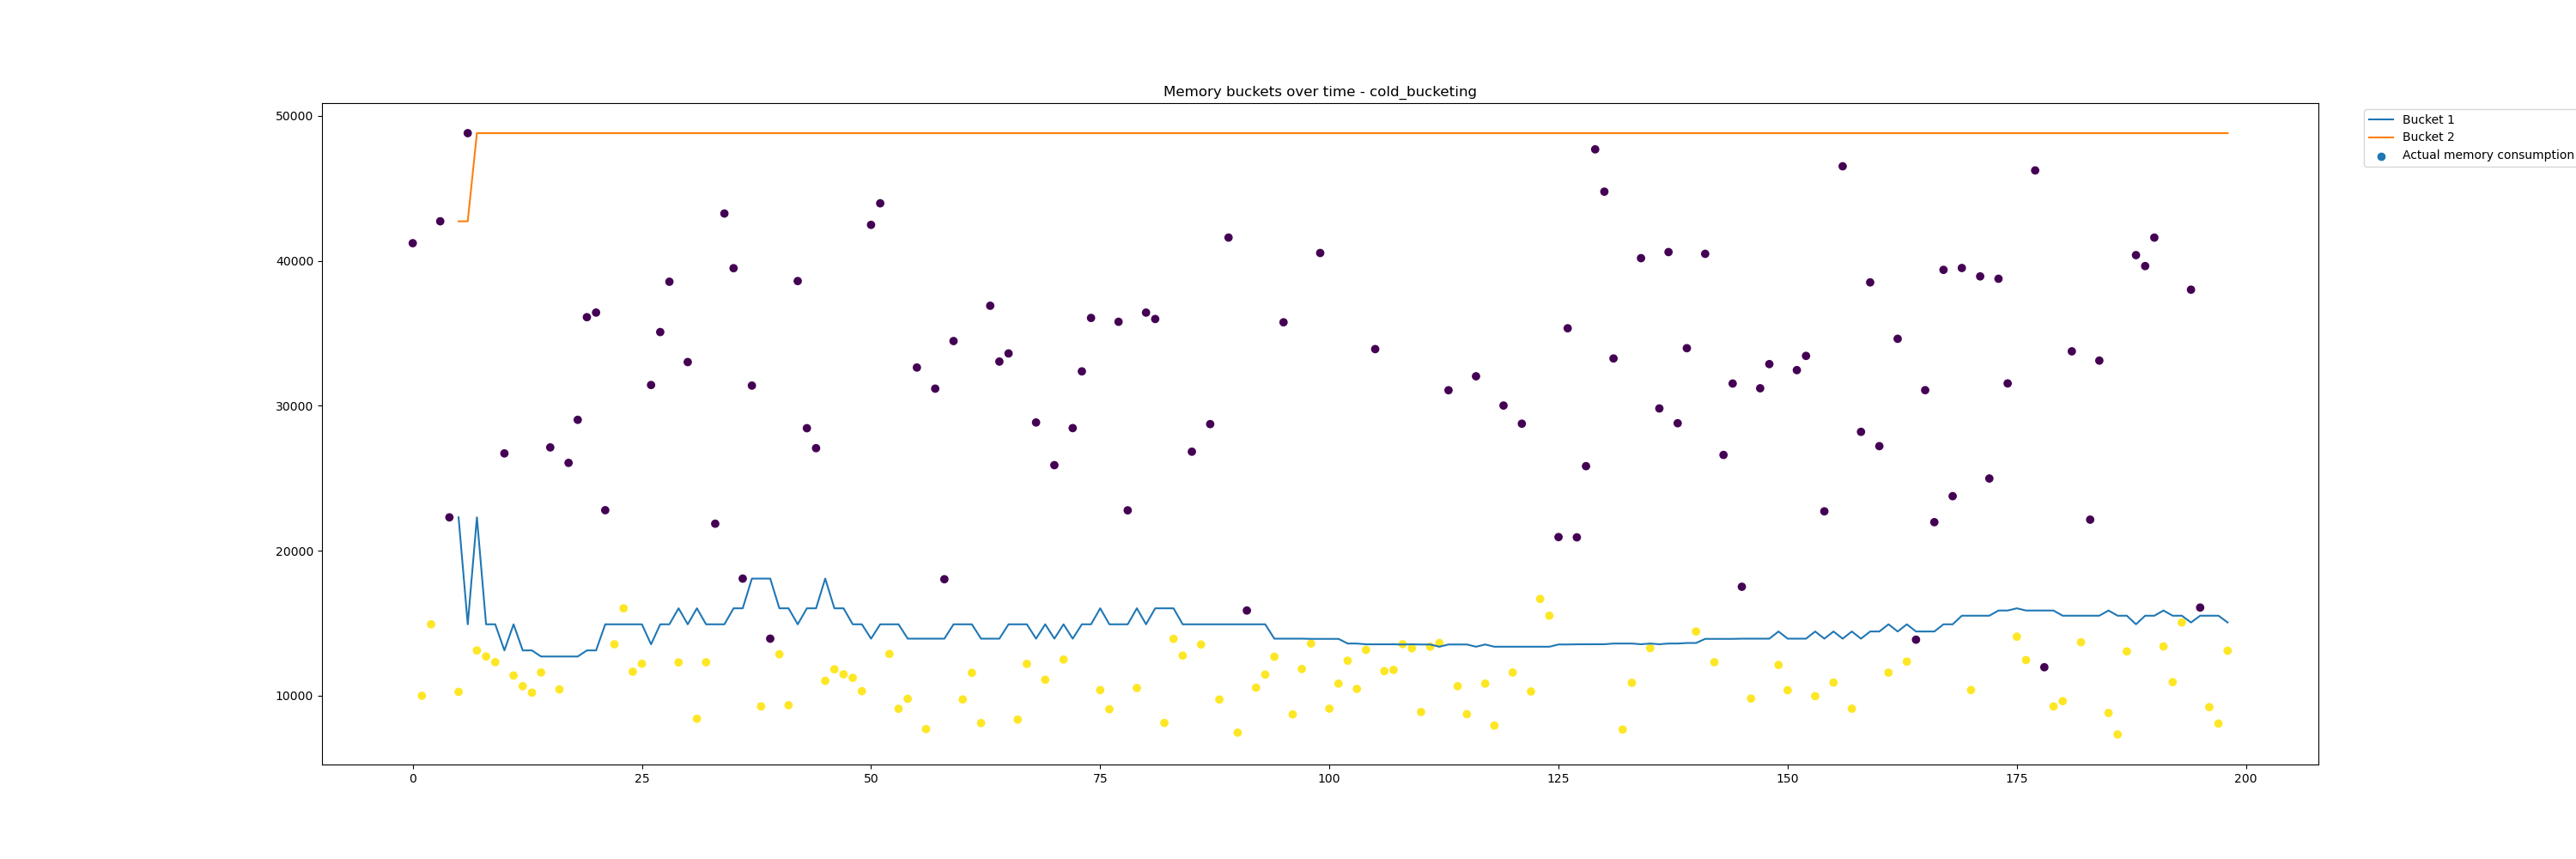 Memory buckets over time - cold_bucketing
50000
40000
30000
20000
10000
0 25 50 75 100 125 150 175 200
Bucket 1
Bucket 2
Actual memory consumption